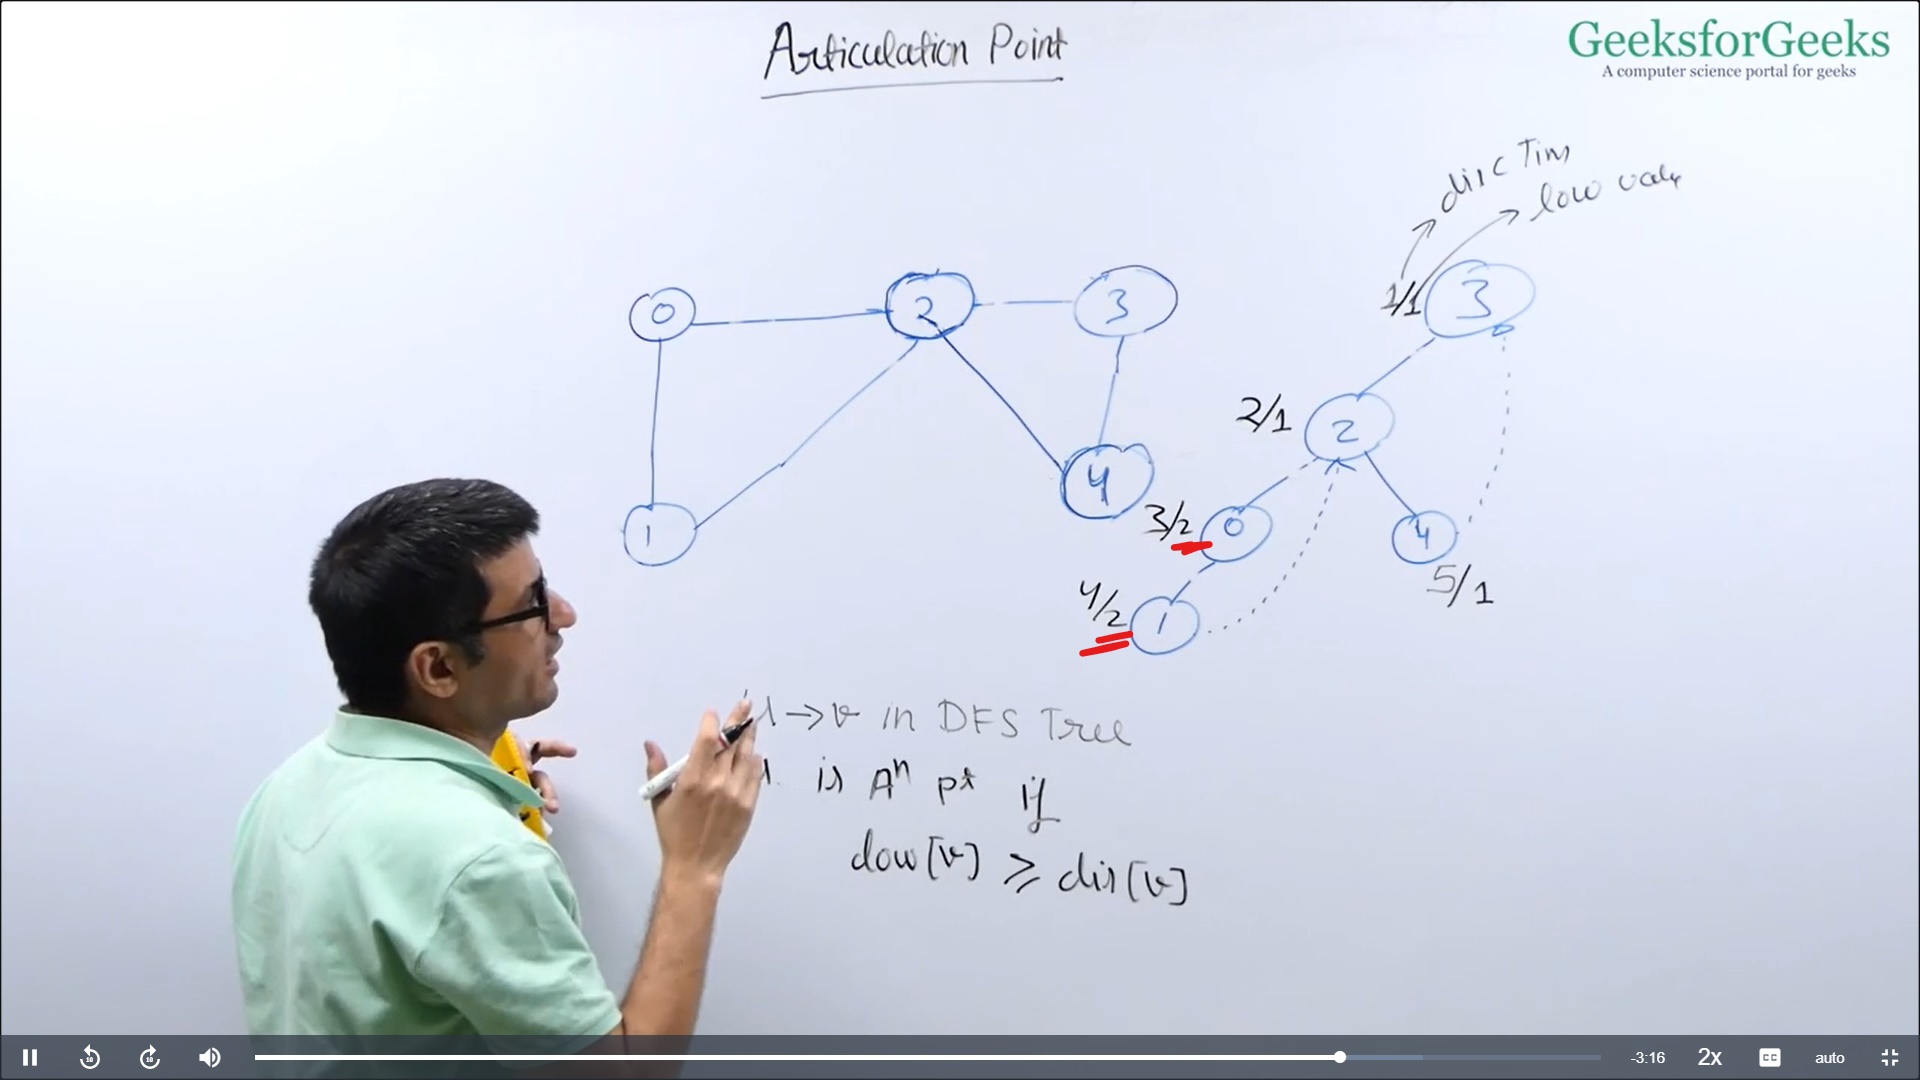 Articulation Point
GeeksforGeeks
A computer science portal for geeks
disc Tim
low valu
0
2
3
1/1
3
2/1
2
4
3/2
0
4
1
5/1
4/2
1
→ v in DFS Tree
is Aⁿ pt if
low[v] ⩾ dis[v]
10
10
-3:16
2x
CC
auto